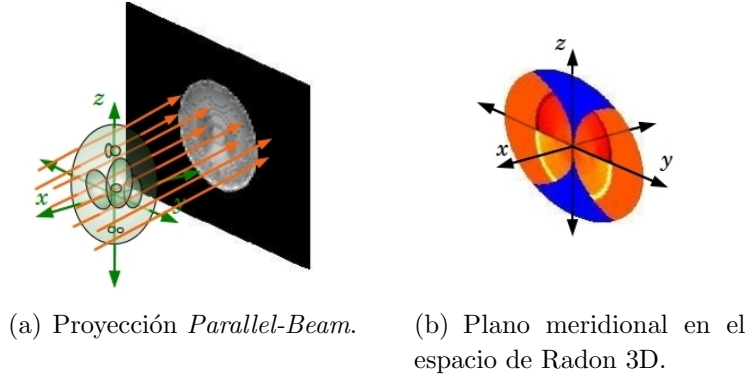 z
x
y
z
x
y
(a) Proyección Parallel-Beam.
(b) Plano meridional en el
espacio de Radon 3D.